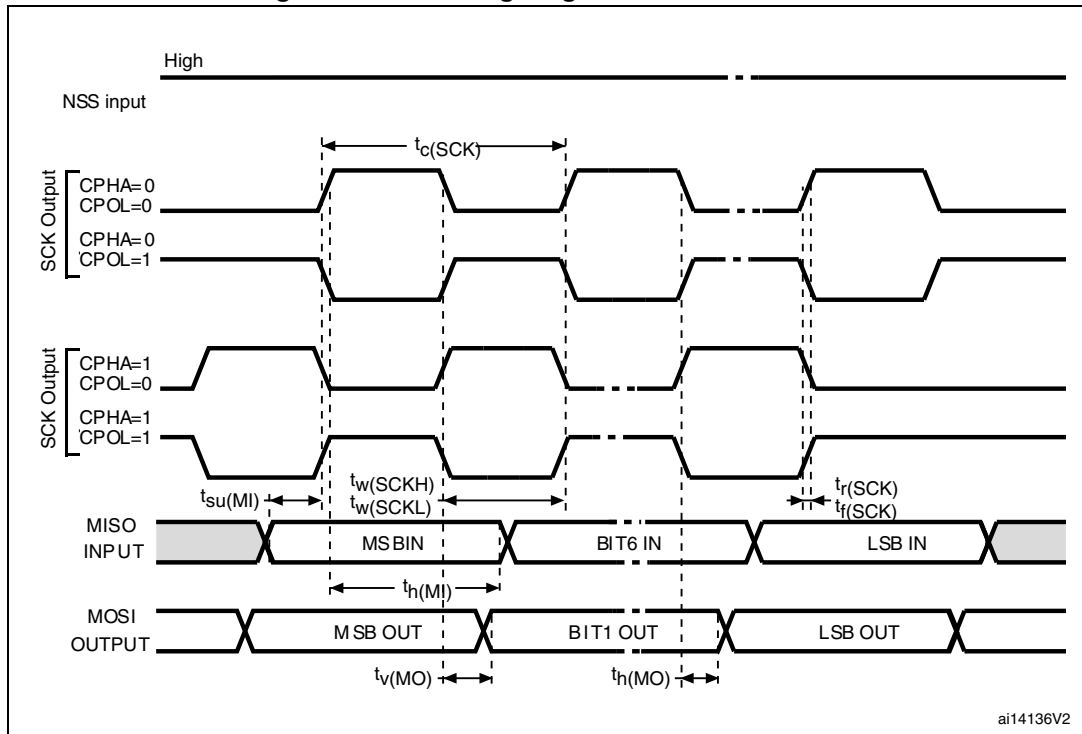 High
NSS input
tc(SCK)
SCK Output
CPHA=0
CPOL=0
CPHA=0
CPOL=1
SCK Output
CPHA=1
CPOL=0
CPHA=1
CPOL=1
tsu(MI)
tw(SCKH)
tw(SCKL)
tr(SCK)
tf(SCK)
MISO
INPUT
MSBIN
BIT6 IN
LSB IN
th(MI)
MOSI
OUTPUT
MSB OUT
BIT1 OUT
LSB OUT
tv(MO)
th(MO)
ai14136V2